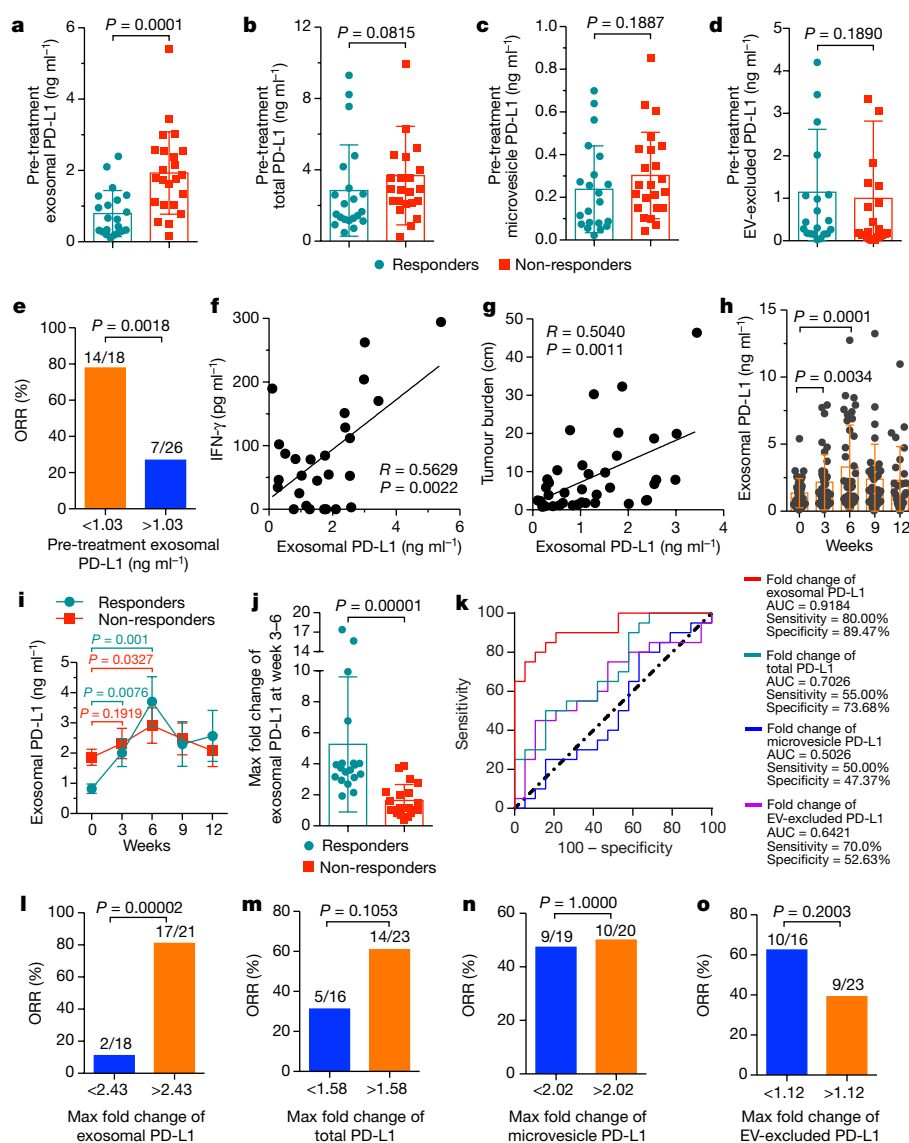 a
P = 0.0001
Pre-treatment
exosomal PD-L1 (ng ml⁻¹)
6
4
2
0
b
P = 0.0815
Pre-treatment
total PD-L1 (ng ml⁻¹)
12
8
4
0
c
P = 0.1887
Pre-treatment
microvesicle PD-L1 (ng ml⁻¹)
1.0
0.8
0.6
0.4
0.2
0.0
d
P = 0.1890
Pre-treatment
EV-excluded PD-L1 (ng ml⁻¹)
5
4
3
2
1
0
Responders
Non-responders
e
P = 0.0018
14/18
7/26
ORR (%)
100
80
60
40
20
0
<1.03
>1.03
Pre-treatment exosomal
PD-L1 (ng ml⁻¹)
f
IFN-γ (pg ml⁻¹)
300
200
100
0
R = 0.5629
P = 0.0022
0
2
4
6
Exosomal PD-L1 (ng ml⁻¹)
g
R = 0.5040
P = 0.0011
Tumour burden (cm)
50
40
30
20
10
0
0
1
2
3
4
Exosomal PD-L1 (ng ml⁻¹)
h
P = 0.0001
P = 0.0034
Exosomal PD-L1 (ng ml⁻¹)
15
10
5
0
0
3
6
9
12
Weeks
i
Responders
Non-responders
P = 0.001
P = 0.0327
P = 0.0076
P = 0.1919
Exosomal PD-L1 (ng ml⁻¹)
5
4
3
2
1
0
0
3
6
9
12
Weeks
j
P = 0.00001
Max fold change of
exosomal PD-L1 at week 3–6
20
17
14
10
8
6
4
2
0
Responders
Non-responders
k
Sensitivity
100
80
60
40
20
0
0
20
40
60
80
100
100 – specificity
Fold change of
exosomal PD-L1
AUC = 0.9184
Sensitivity = 80.00%
Specificity = 89.47%
Fold change of
total PD-L1
AUC = 0.7026
Sensitivity = 55.00%
Specificity = 73.68%
Fold change of
microvesicle PD-L1
AUC = 0.5026
Sensitivity = 50.00%
Specificity = 47.37%
Fold change of
EV-excluded PD-L1
AUC = 0.6421
Sensitivity = 70.0%
Specificity = 52.63%
l
P = 0.00002
17/21
2/18
ORR (%)
100
80
60
40
20
0
<2.43
>2.43
Max fold change of
exosomal PD-L1
m
P = 0.1053
14/23
5/16
ORR (%)
80
60
40
20
0
<1.58
>1.58
Max fold change of
total PD-L1
n
P = 1.0000
9/19
10/20
ORR (%)
60
40
20
0
<2.02
>2.02
Max fold change of
microvesicle PD-L1
o
P = 0.2003
10/16
9/23
ORR (%)
80
60
40
20
0
<1.12
>1.12
Max fold change of
EV-excluded PD-L1